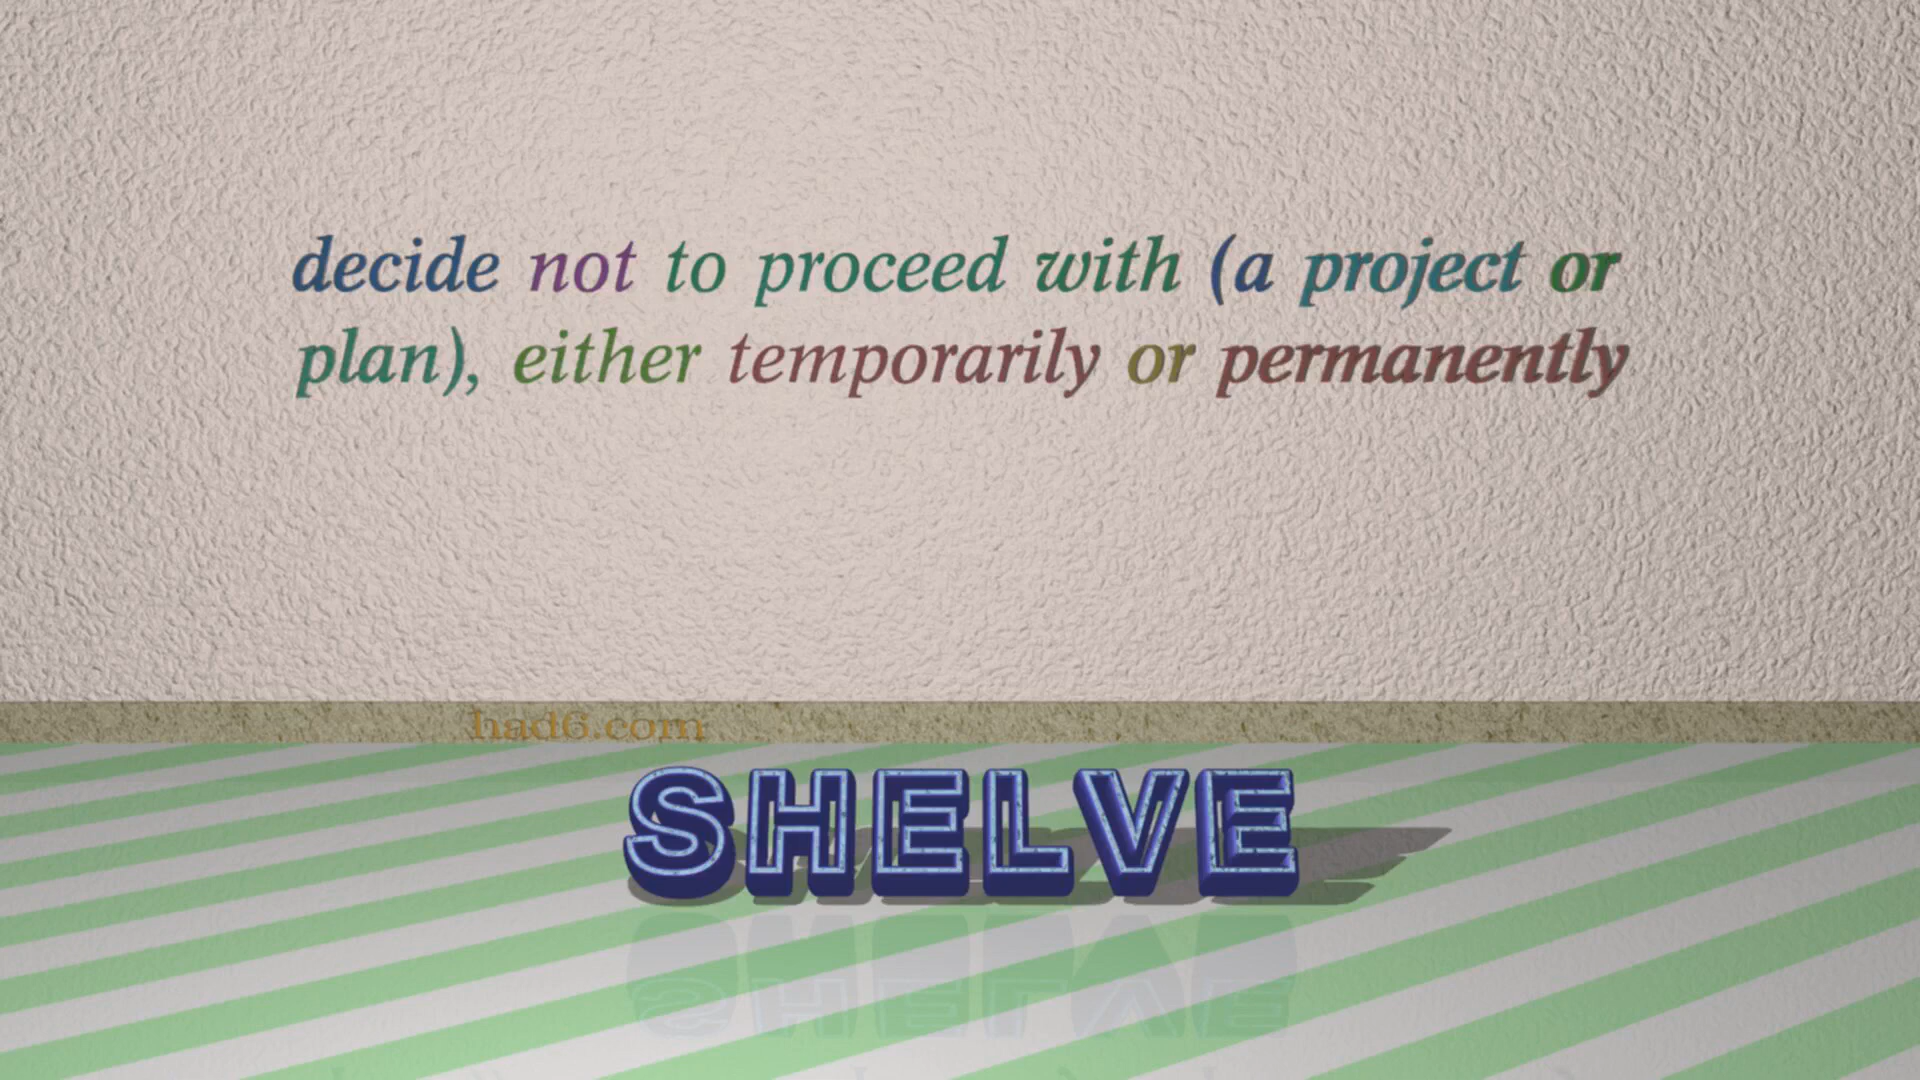 decide not to proceed with (a project or
plan), either temporarily or permanently
had6.com
SHELVE